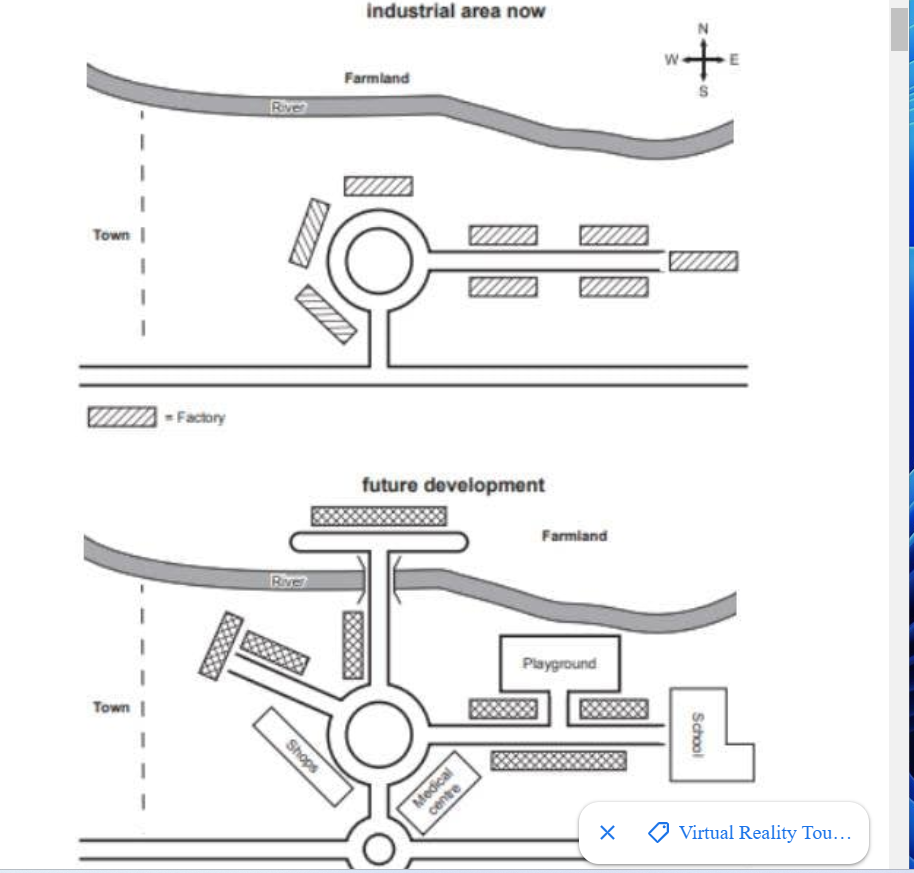 industrial area now
N
W E
S
Farmland
River
Town
= Factory
future development
Farmland
River
Playground
Town
School
Shops
Medical
centre
Virtual Reality Tou...